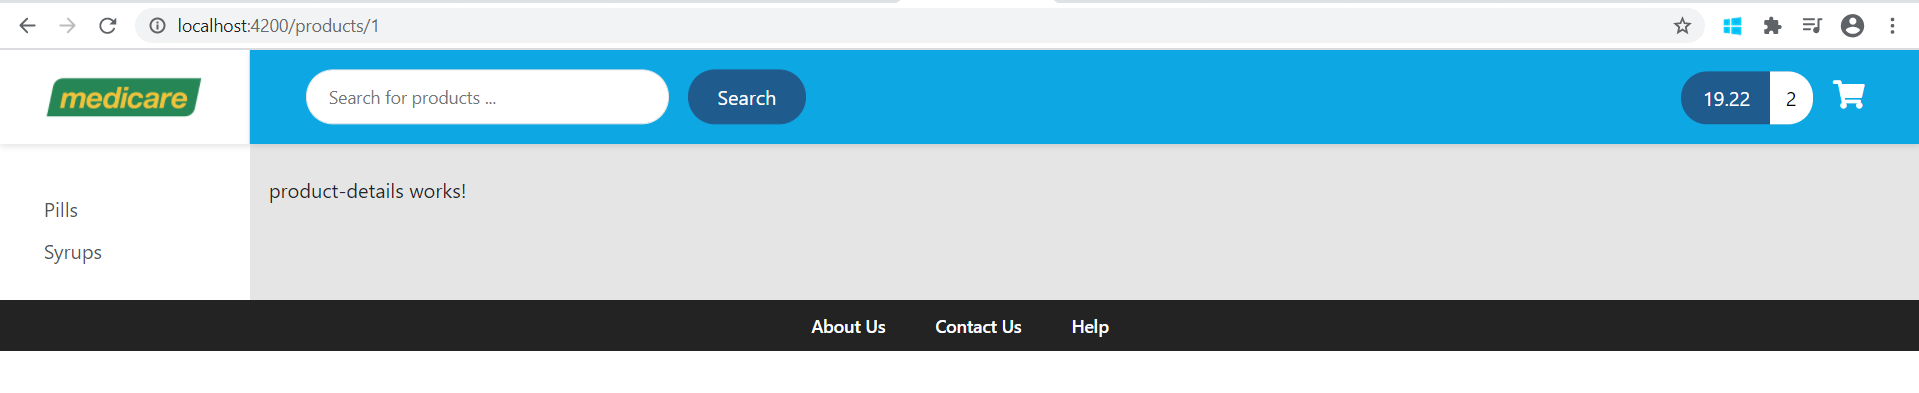 localhost:4200/products/1
medicare
Search for products ...
Search
19.22
2
Pills
Syrups
product-details works!
About Us
Contact Us
Help